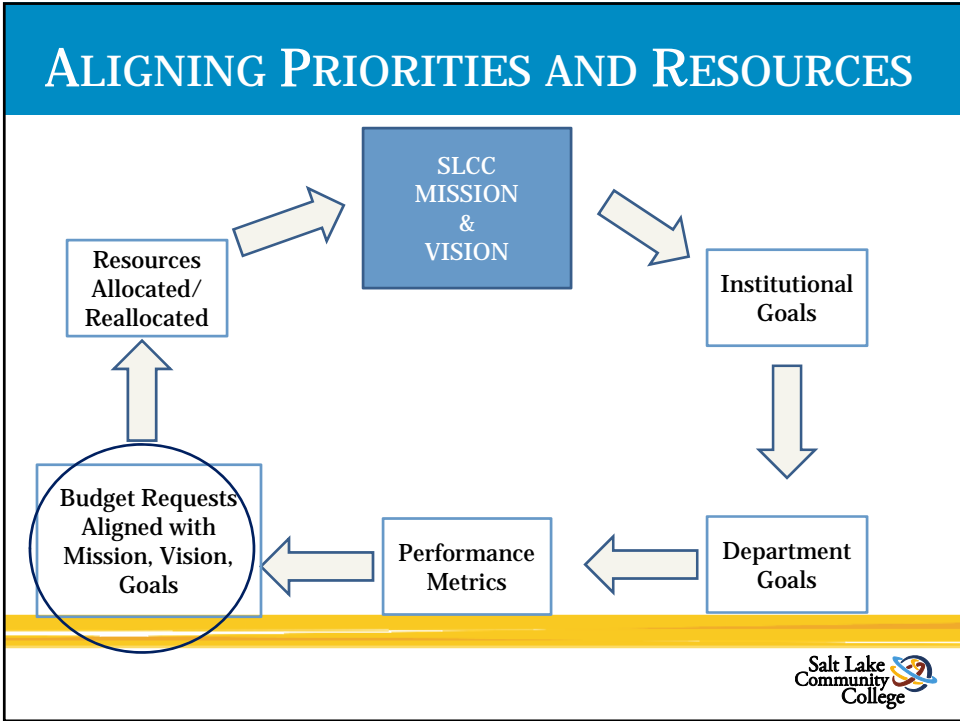 ALIGNING PRIORITIES AND RESOURCES
SLCC
MISSION
&
VISION
Institutional
Goals
Department
Goals
Performance
Metrics
Budget Requests
Aligned with
Mission, Vision,
Goals
Resources
Allocated/
Reallocated
Salt Lake
Community
College